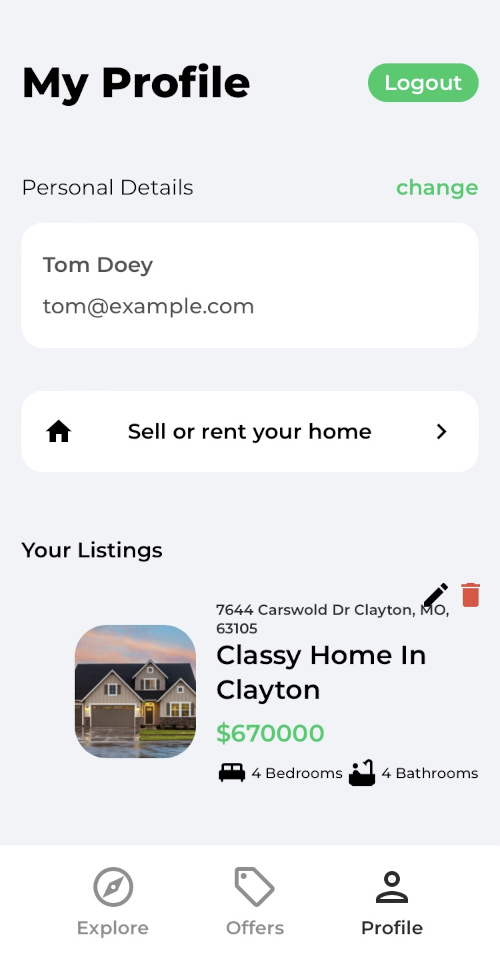 My Profile
Logout
Personal Details
change
Tom Doey
tom@example.com
Sell or rent your home
Your Listings
7644 Carswold Dr Clayton, MO,
63105
Classy Home In
Clayton
$670000
4 Bedrooms 4 Bathrooms
Explore Offers Profile